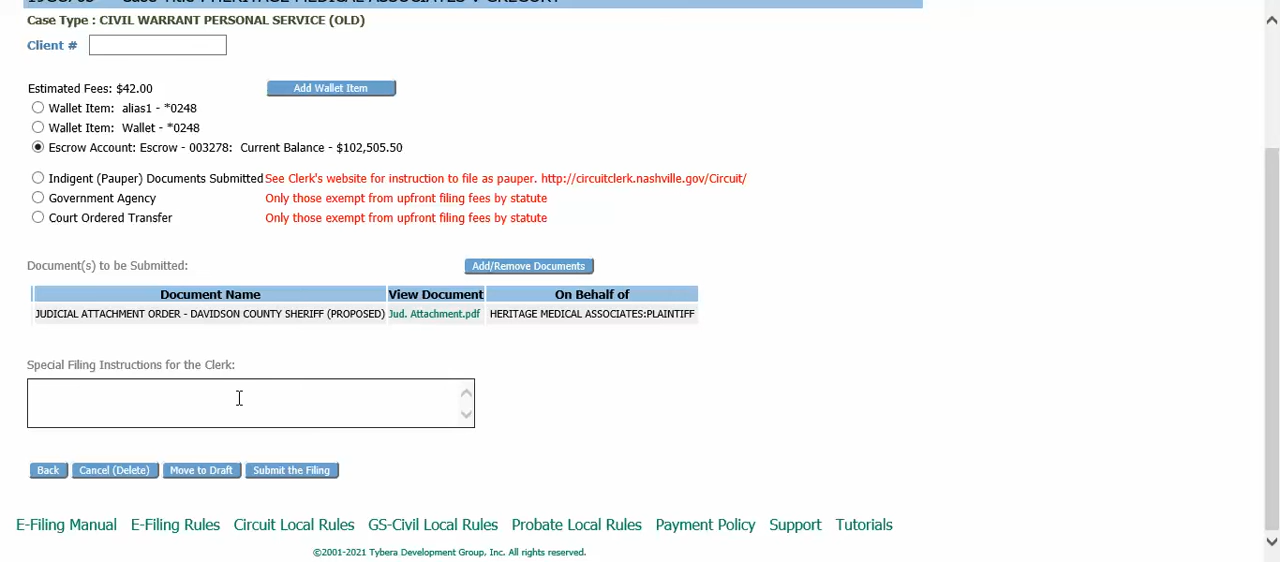 Case Type : CIVIL WARRANT PERSONAL SERVICE (OLD)
Client #
Estimated Fees: $42.00 Add Wallet Item
Wallet Item: alias1 - *0248
Wallet Item: Wallet - *0248
Escrow Account: Escrow - 003278: Current Balance - $102,505.50
Indigent (Pauper) Documents Submitted See Clerk's website for instruction to file as pauper. http://circuitclerk.nashville.gov/Circuit/
Government Agency Only those exempt from upfront filing fees by statute
Court Ordered Transfer Only those exempt from upfront filing fees by statute
Document(s) to be Submitted: Add/Remove Documents
Document Name View Document On Behalf of
JUDICIAL ATTACHMENT ORDER - DAVIDSON COUNTY SHERIFF (PROPOSED) Jud. Attachment.pdf HERITAGE MEDICAL ASSOCIATES:PLAINTIFF
Special Filing Instructions for the Clerk:
Back Cancel (Delete) Move to Draft Submit the Filing
E-Filing Manual E-Filing Rules Circuit Local Rules GS-Civil Local Rules Probate Local Rules Payment Policy Support Tutorials
©2001-2021 Tybera Development Group, Inc. All rights reserved.